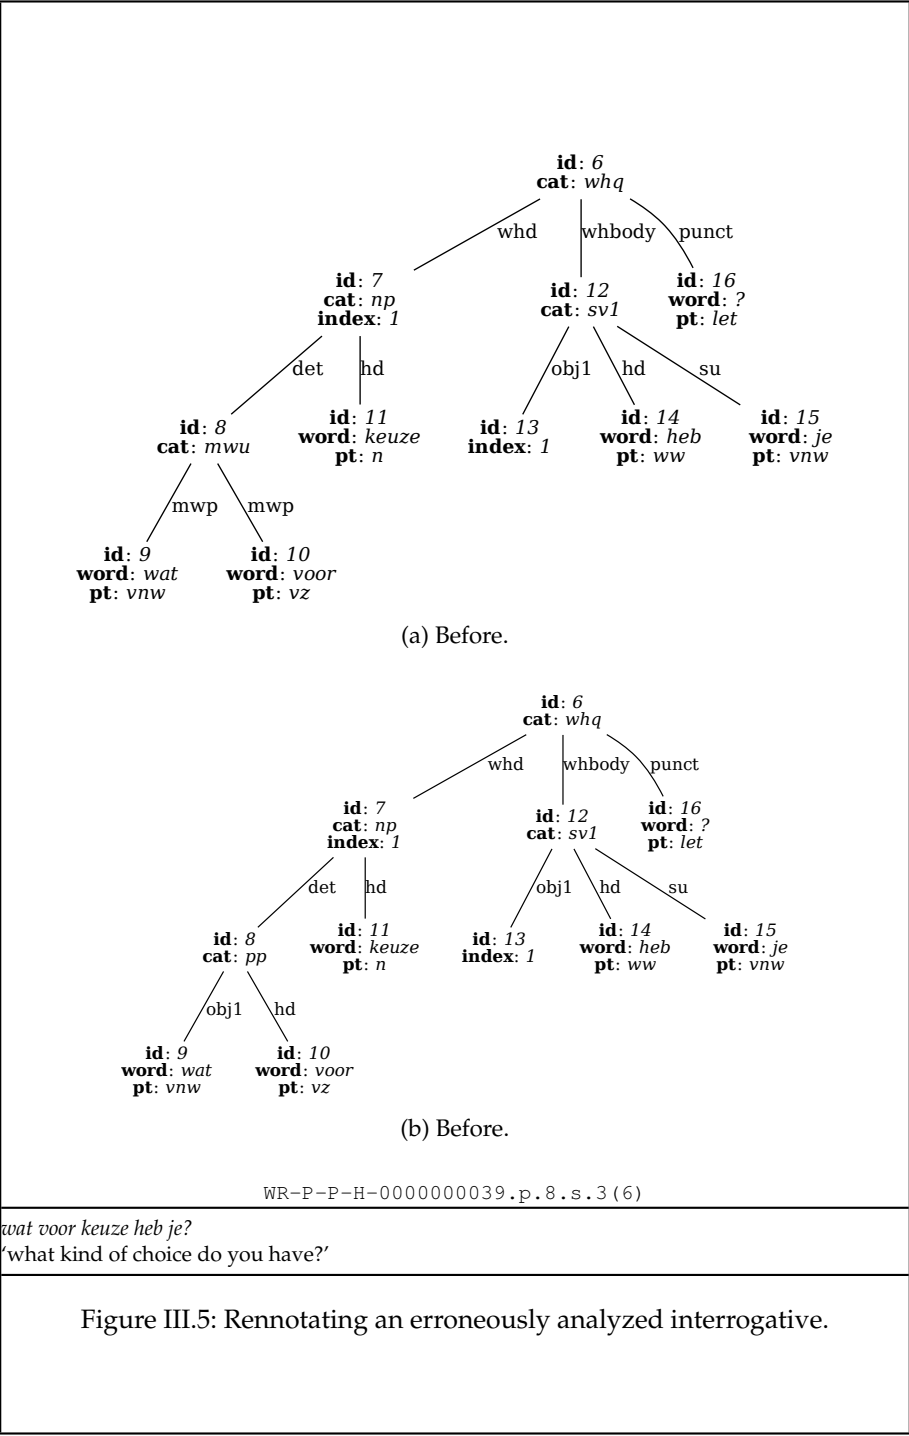 id: 6
cat: whq
whd whbody punct
id: 7
cat: np
index: 1
id: 12
cat: sv1
id: 16
word: ?
pt: let
det hd obj1 hd su
id: 8
cat: mwu
id: 11
word: keuze
pt: n
id: 13
index: 1
id: 14
word: heb
pt: ww
id: 15
word: je
pt: vnw
mwp mwp
id: 9
word: wat
pt: vnw
id: 10
word: voor
pt: vz
(a) Before.
id: 6
cat: whq
whd whbody punct
id: 7
cat: np
index: 1
id: 12
cat: sv1
id: 16
word: ?
pt: let
det hd obj1 hd su
id: 8
cat: pp
id: 11
word: keuze
pt: n
id: 13
index: 1
id: 14
word: heb
pt: ww
id: 15
word: je
pt: vnw
obj1 hd
id: 9
word: wat
pt: vnw
id: 10
word: voor
pt: vz
(b) Before.
WR-P-P-H-0000000039.p.8.s.3(6)
wat voor keuze heb je?
‘what kind of choice do you have?’
Figure III.5: Rennotating an erroneously analyzed interrogative.